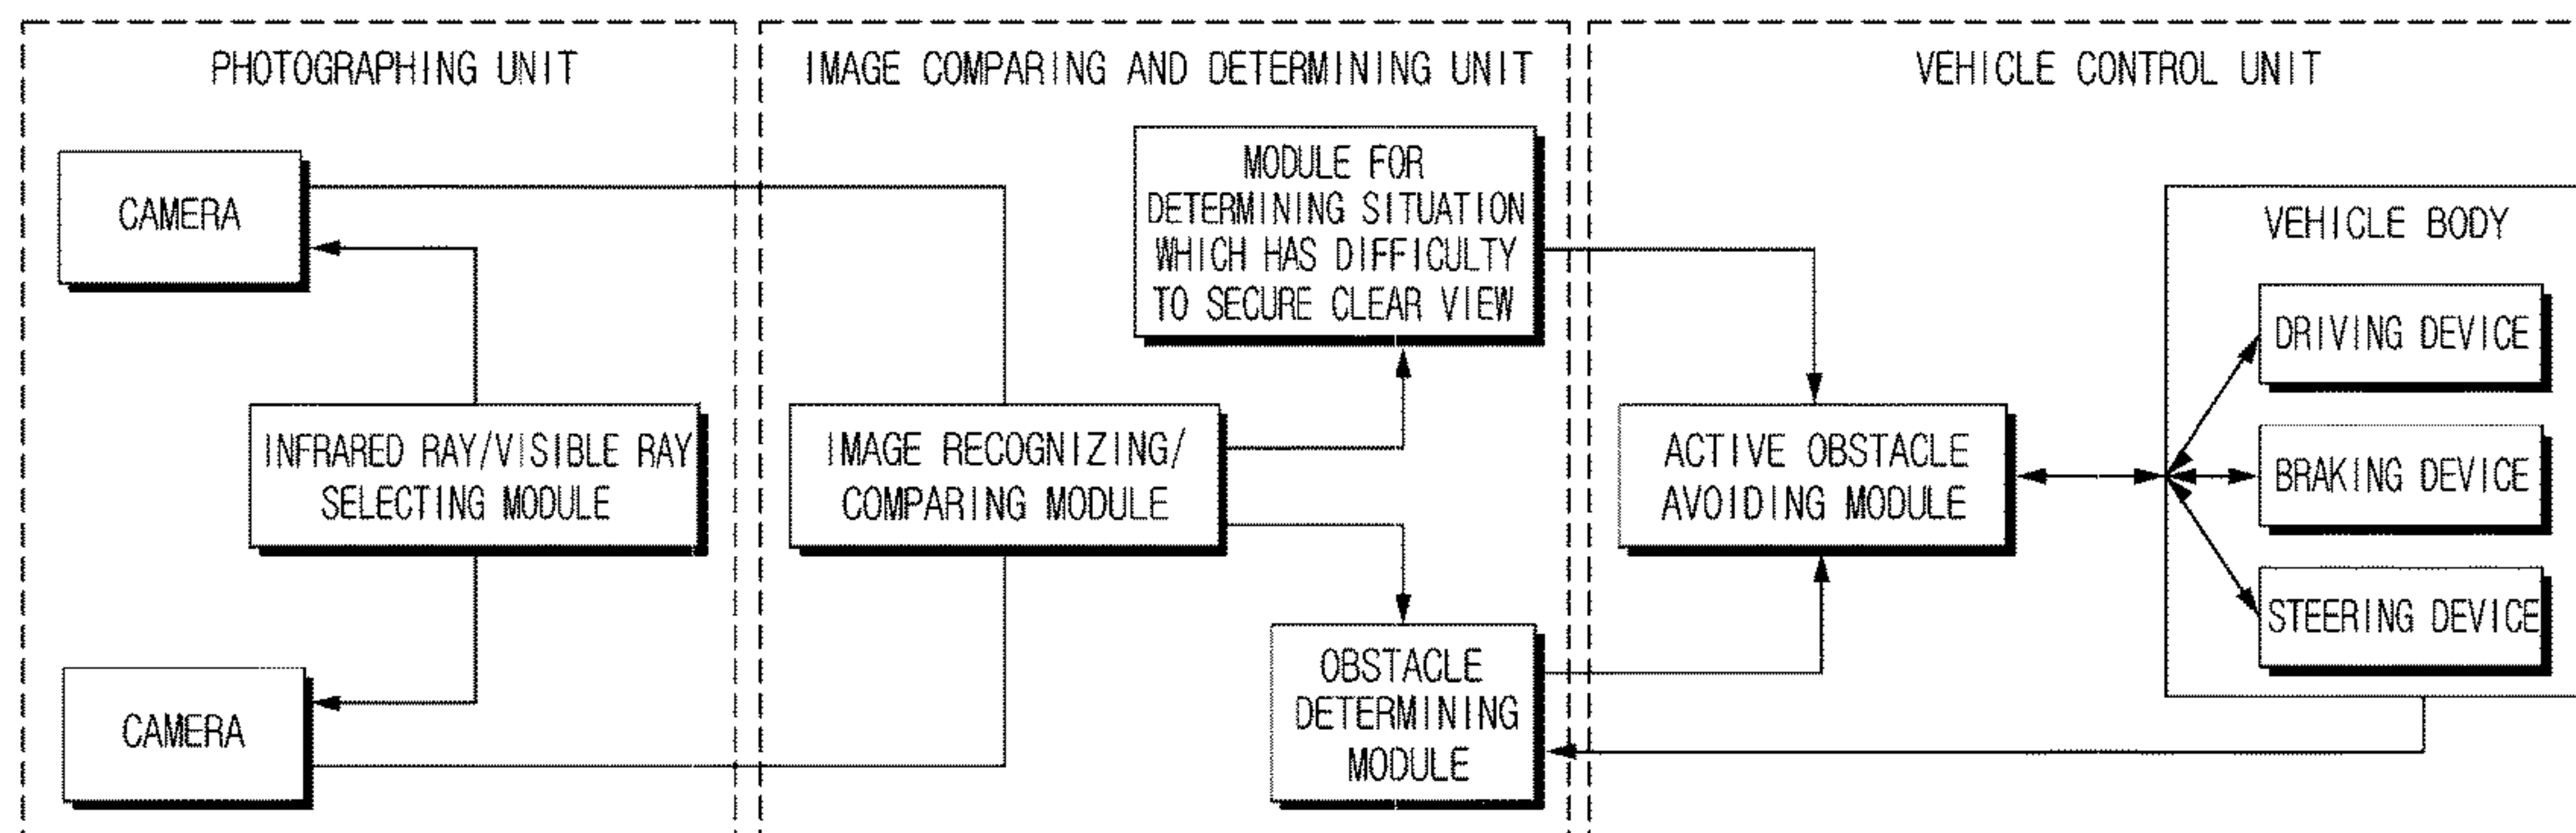 PHOTOGRAPHING UNIT
CAMERA
INFRARED RAY/VISIBLE RAY
SELECTING MODULE
CAMERA
IMAGE COMPARING AND DETERMINING UNIT
MODULE FOR
DETERMINING SITUATION
WHICH HAS DIFFICULTY
TO SECURE CLEAR VIEW
IMAGE RECOGNIZING/
COMPARING MODULE
OBSTACLE
DETERMINING
MODULE
VEHICLE CONTROL UNIT
ACTIVE OBSTACLE
AVOIDING MODULE
VEHICLE BODY
DRIVING DEVICE
BRAKING DEVICE
STEERING DEVICE